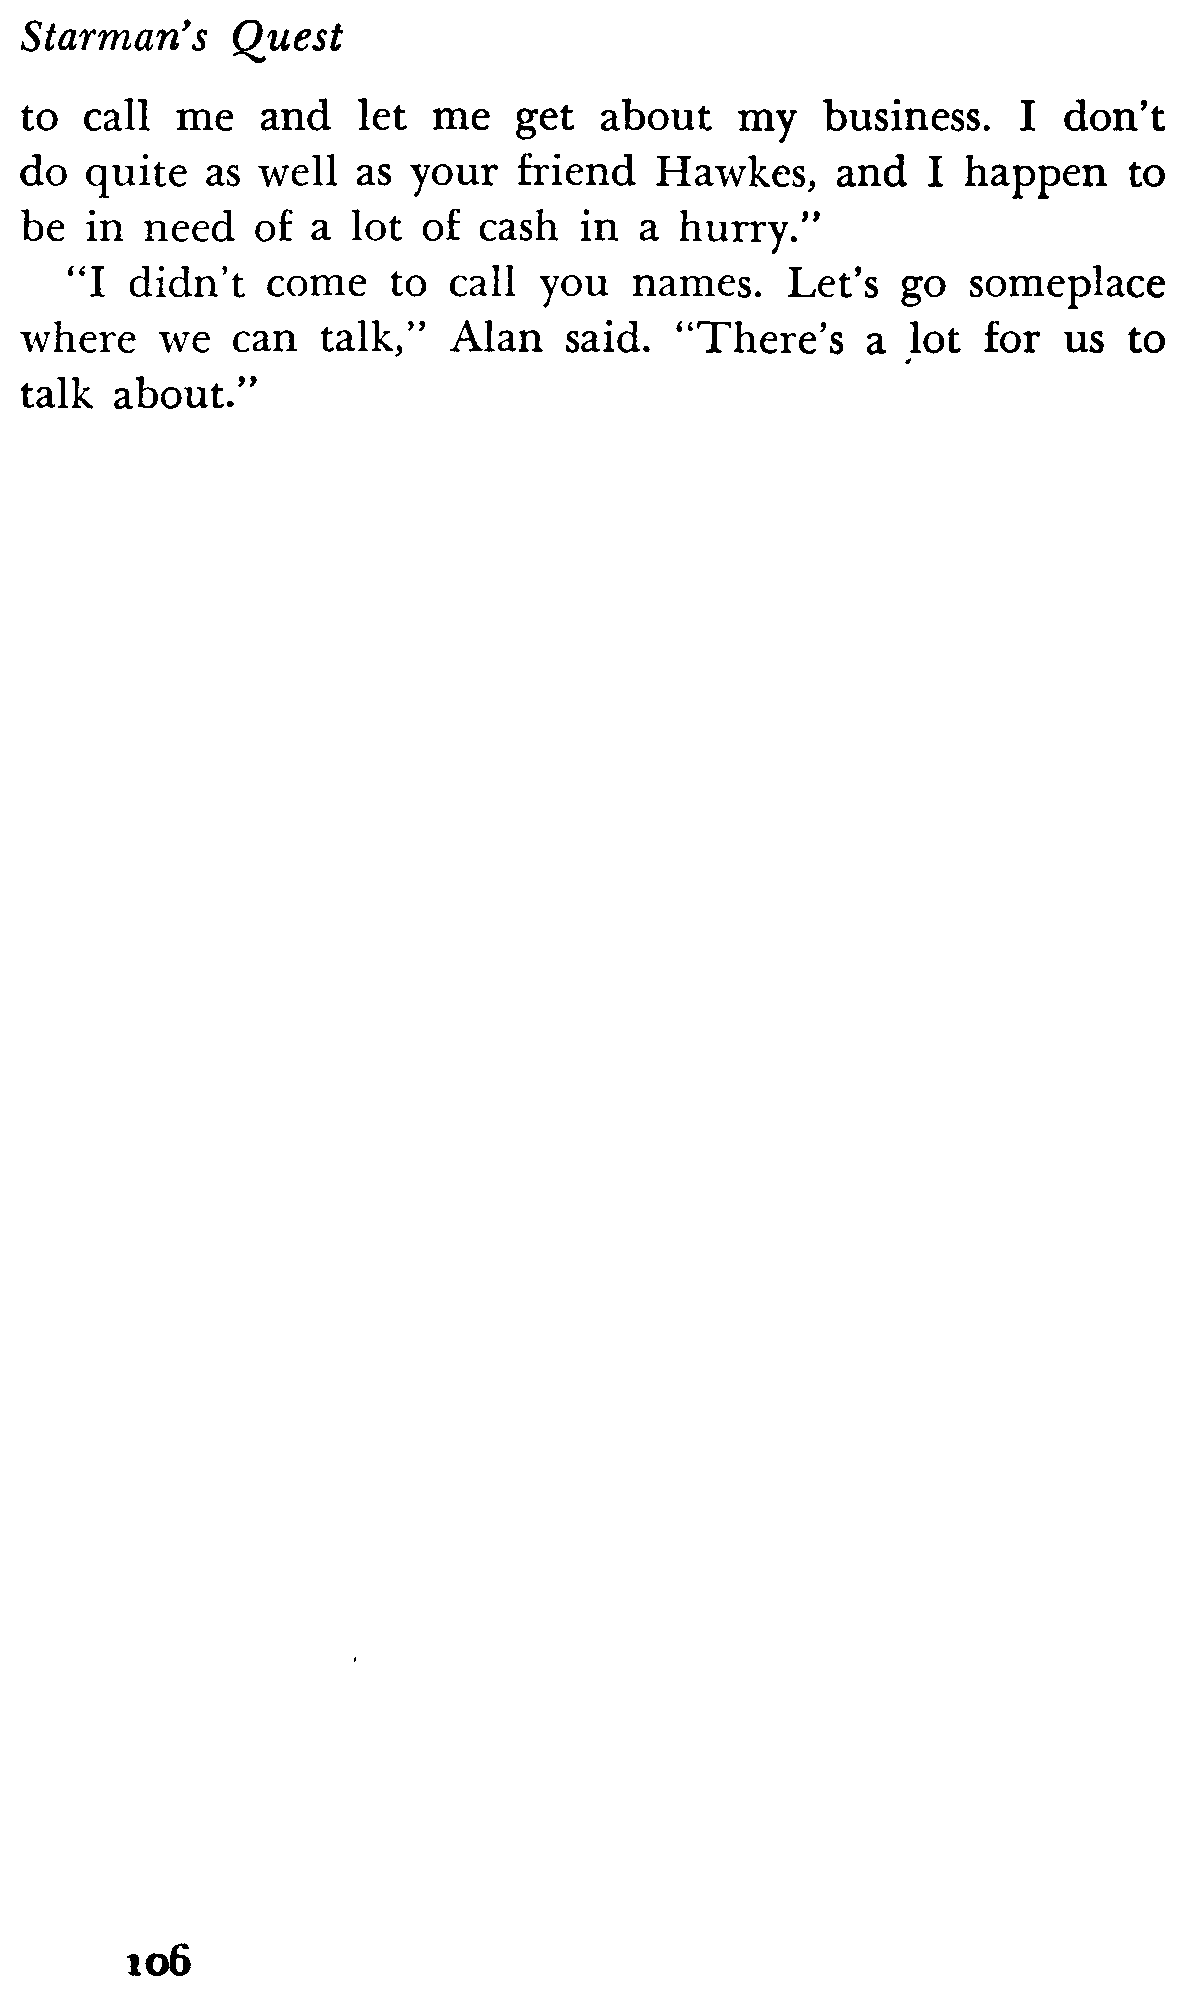 Starman's Quest
to call me and let me get about my business. I don't
do quite as well as your friend Hawkes, and I happen to
be in need of a lot of cash in a hurry.”
“I didn't come to call you names. Let's go someplace
where we can talk,” Alan said. “There's a lot for us to
talk about.”
106